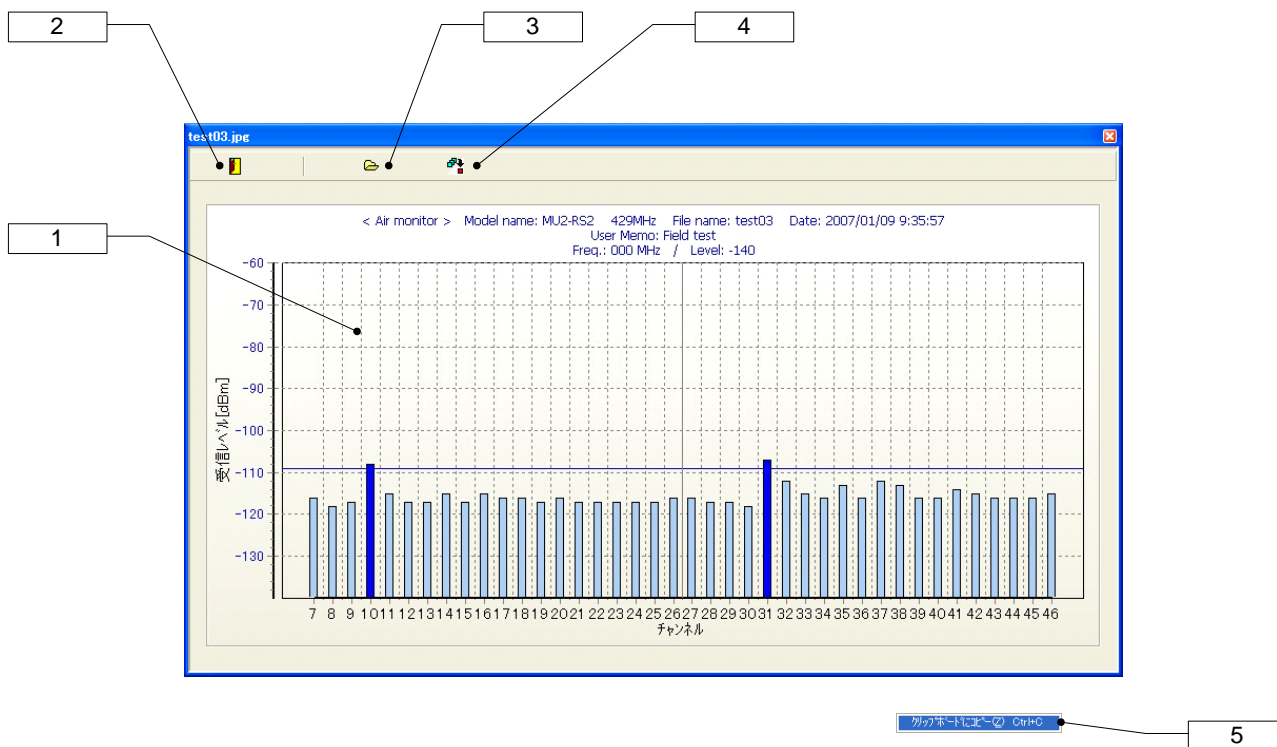 2
3
4
test03.jpg
< Air monitor >   Model name: MU2-RS2   429MHz   File name: test03   Date: 2007/01/09 9:35:57
User Memo: Field test
Freq.: 000 MHz   /   Level: -140
1
-60
-70
-80
-90
-100
-110
-120
-130
受信レベル[dBm]
7 8 9 10 11 12 13 14 15 16 17 18 19 20 21 22 23 24 25 26 27 28 29 30 31 32 33 34 35 36 37 38 39 40 41 42 43 44 45 46
チャンネル
クリップボードにコピー(Z)  Ctrl+C
5